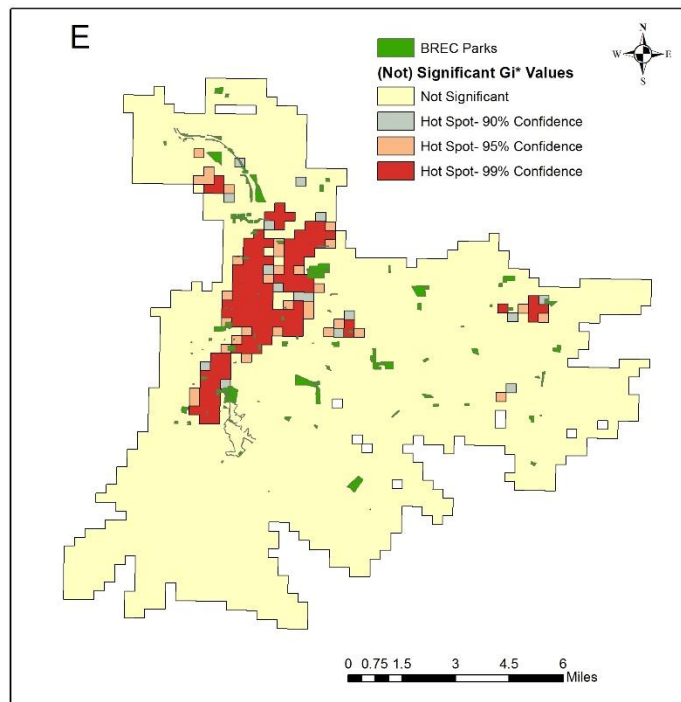 E
BREC Parks
(Not) Significant Gi* Values
Not Significant
Hot Spot- 90% Confidence
Hot Spot- 95% Confidence
Hot Spot- 99% Confidence
N
W E
S
0 0.75 1.5 3 4.5 6
Miles